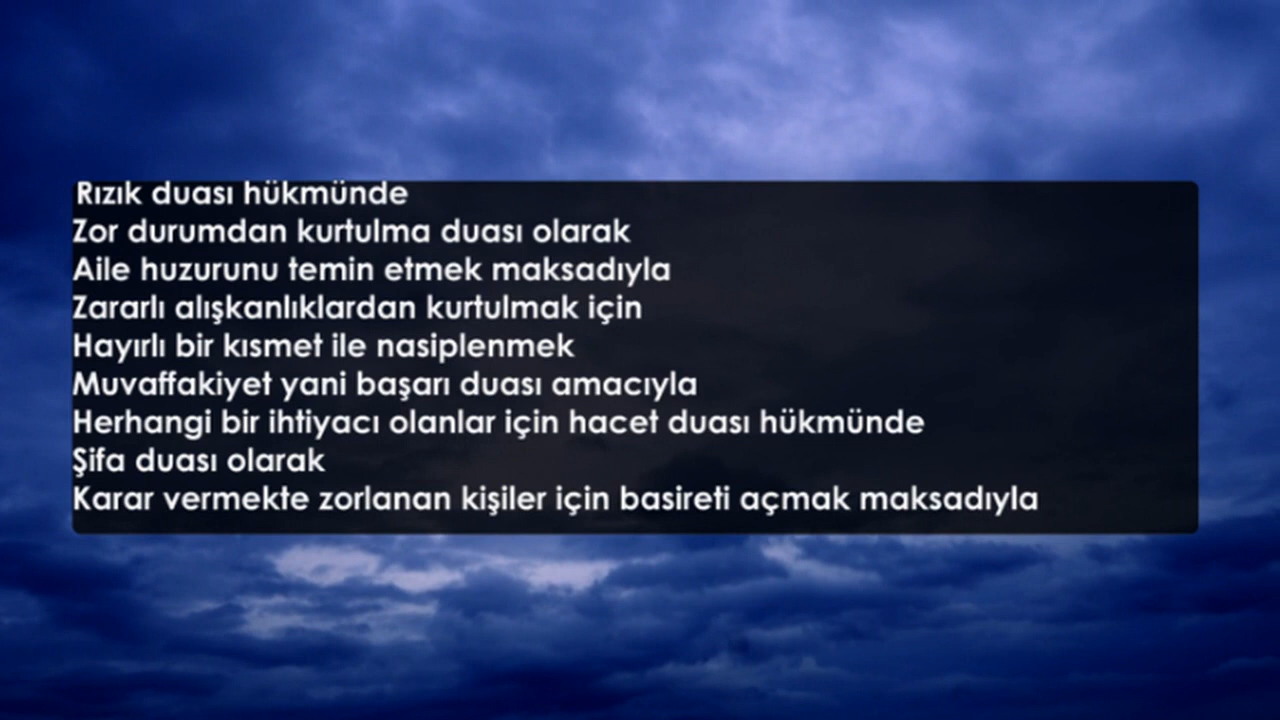 Rızık duası hükmünde
Zor durumdan kurtulma duası olarak
Aile huzurunu temin etmek maksadıyla
Zararlı alışkanlıklardan kurtulmak için
Hayırlı bir kısmet ile nasiplenmek
Muvaffakiyet yani başarı duası amacıyla
Herhangi bir ihtiyacı olanlar için hacet duası hükmünde
Şifa duası olarak
Karar vermekte zorlanan kişiler için basireti açmak maksadıyla